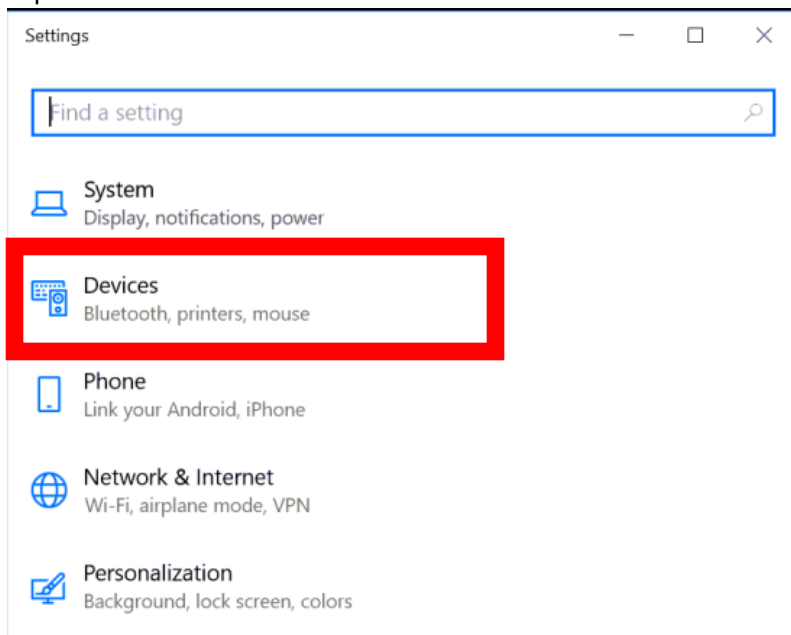 Settings
Find a setting
System
Display, notifications, power
Devices
Bluetooth, printers, mouse
Phone
Link your Android, iPhone
Network & Internet
Wi-Fi, airplane mode, VPN
Personalization
Background, lock screen, colors